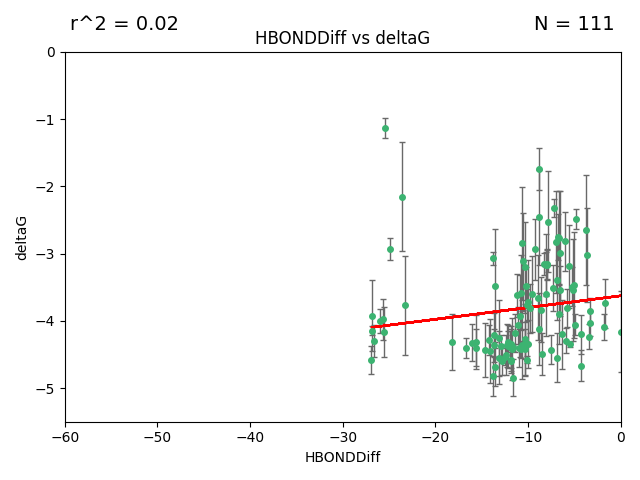 r^2 = 0.02
N = 111
HBONDDiff vs deltaG
0
−1
−2
−3
−4
−5
deltaG
−60 −50 −40 −30 −20 −10 0
HBONDDiff